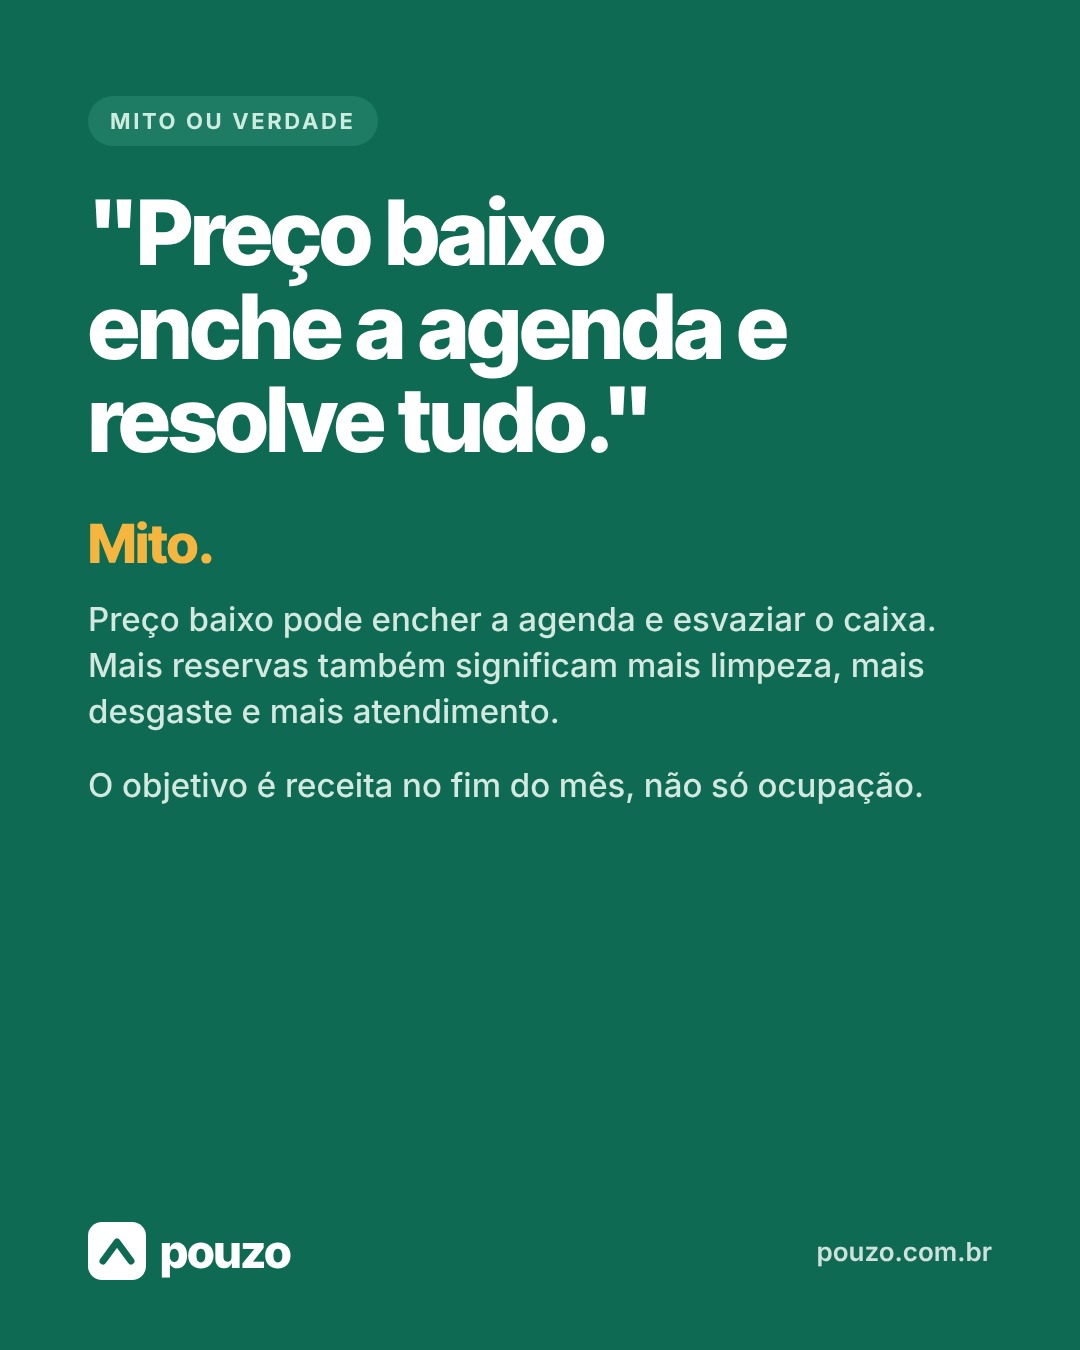 MITO OU VERDADE
"Preço baixo
enche a agenda e
resolve tudo."
Mito.
Preço baixo pode encher a agenda e esvaziar o caixa.
Mais reservas também significam mais limpeza, mais
desgaste e mais atendimento.
O objetivo é receita no fim do mês, não só ocupação.
pouzo
pouzo.com.br